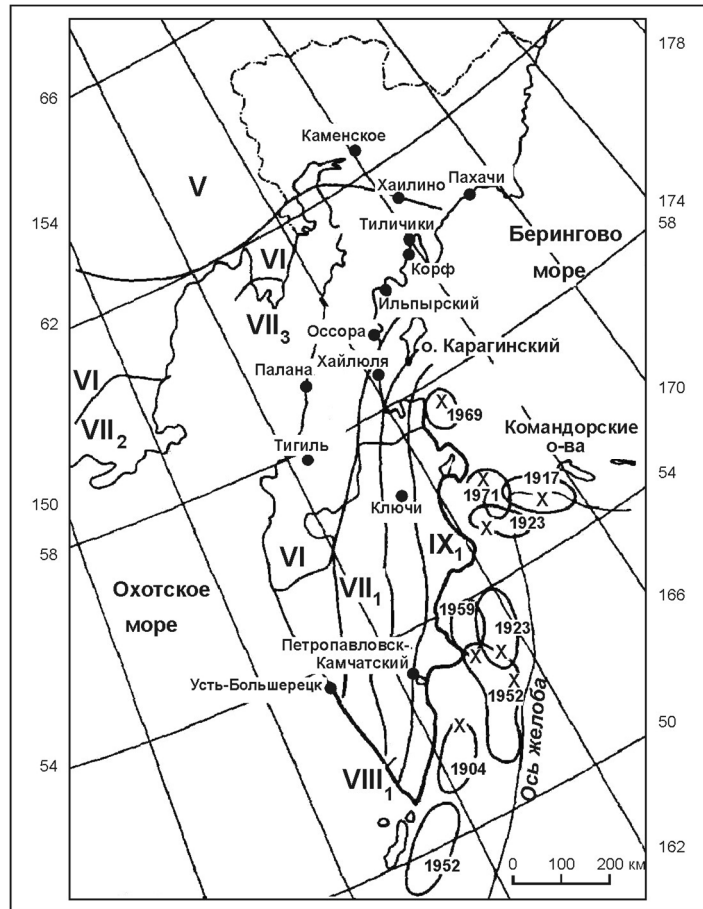 178
66
Каменское
Хаилино
Пахачи
V
174
154
58
Тиличики
Берингово
море
VI
Корф
Ильпырский
VII3
62
Оссора
о. Карагинский
Хайлюля
Палана
VI
170
1969
VII2
Командорские
о-ва
Тигиль
1917
54
1971
150
Ключи
1923
58
IX1
VI
VII1
166
Охотское
море
1959
1923
Петропавловск-
Камчатский
Усть-Большерецк
1952
Ось желоба
50
54
VIII1
1904
162
1952
0 100 200 км